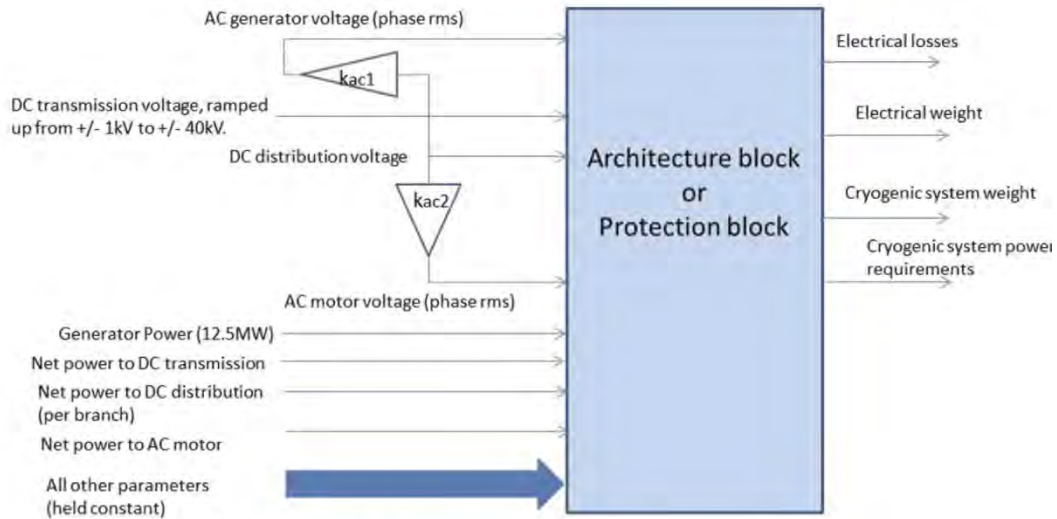 AC generator voltage (phase rms)
kac1
DC transmission voltage, ramped
up from +/- 1kV to +/- 40kV.
DC distribution voltage
kac2
AC motor voltage (phase rms)
Generator Power (12.5MW)
Net power to DC transmission
Net power to DC distribution
(per branch)
Net power to AC motor
All other parameters
(held constant)
Architecture block
or
Protection block
Electrical losses
Electrical weight
Cryogenic system weight
Cryogenic system power
requirements